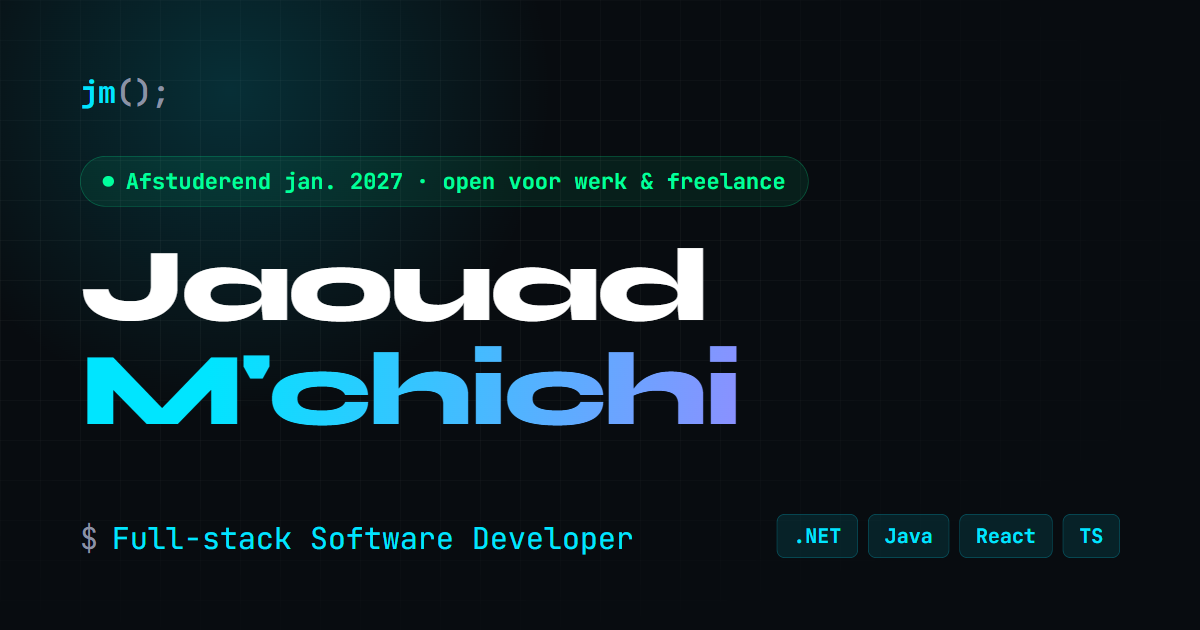 jm();
Afstuderend jan. 2027 · open voor werk & freelance
Jaouad
M'chichi
$ Full-stack Software Developer
.NET Java React TS